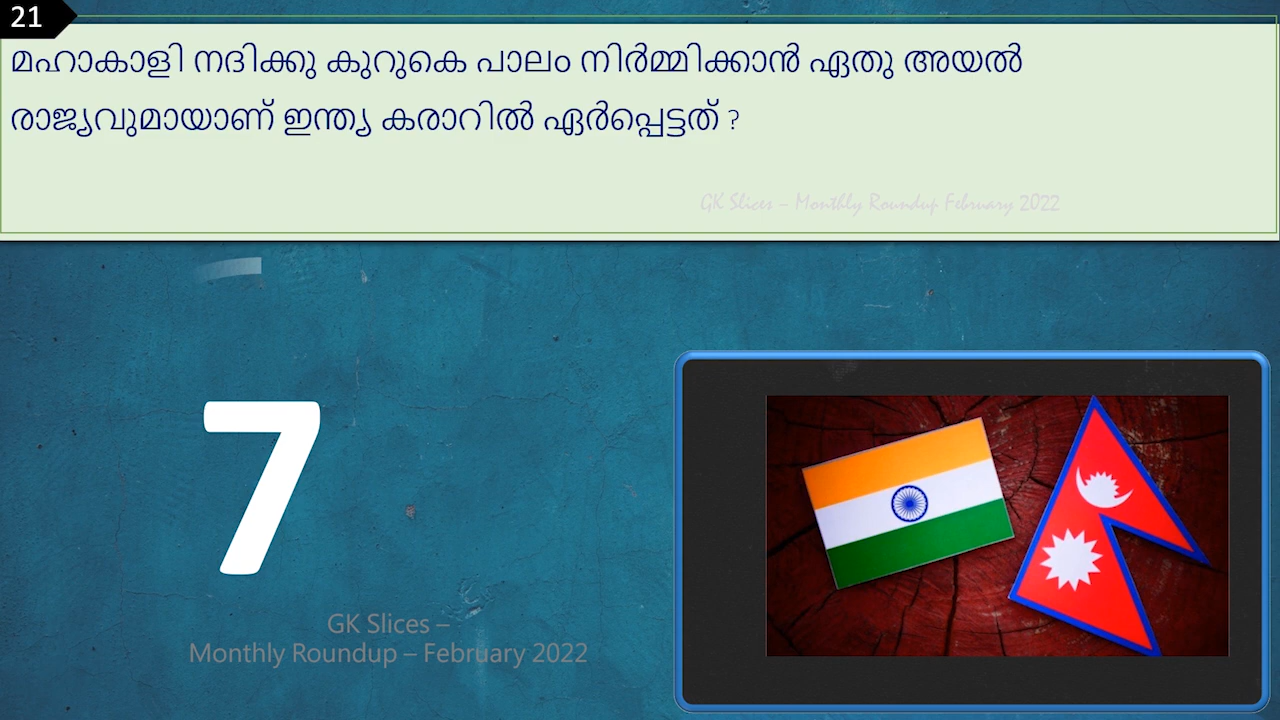 21
മഹാകാളി നദിക്കു കുറുകെ പാലം നിർമ്മിക്കാൻ ഏതു അയൽ
രാജ്യവുമായാണ് ഇന്ത്യ കരാറിൽ ഏർപ്പെട്ടത് ?
GK Slices – Monthly Roundup February 2022
7
GK Slices –
Monthly Roundup – February 2022